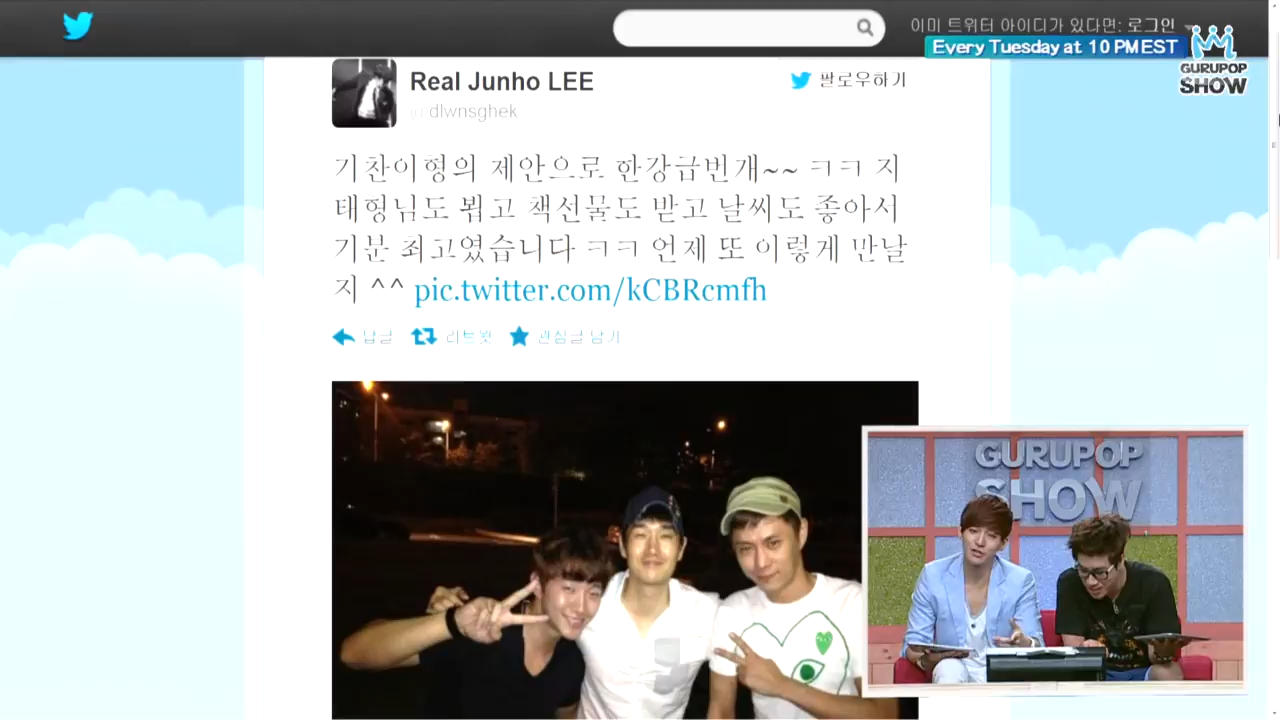 이미 트위터 아이디가 있다면: 로그인
Every Tuesday at 10 PM EST
GURUPOP
SHOW
Real Junho LEE
팔로우하기
@dlwnsghek
기찬이형의 제안으로 한강급번개~~ ㅋㅋ 지
태형님도 뵙고 책선물도 받고 날씨도 좋아서
기분 최고였습니다 ㅋㅋ 언제 또 이렇게 만날
지 ^^ pic.twitter.com/kCBRcmfh
답글 리트윗 관심글 담기
GURUPOP
SHOW